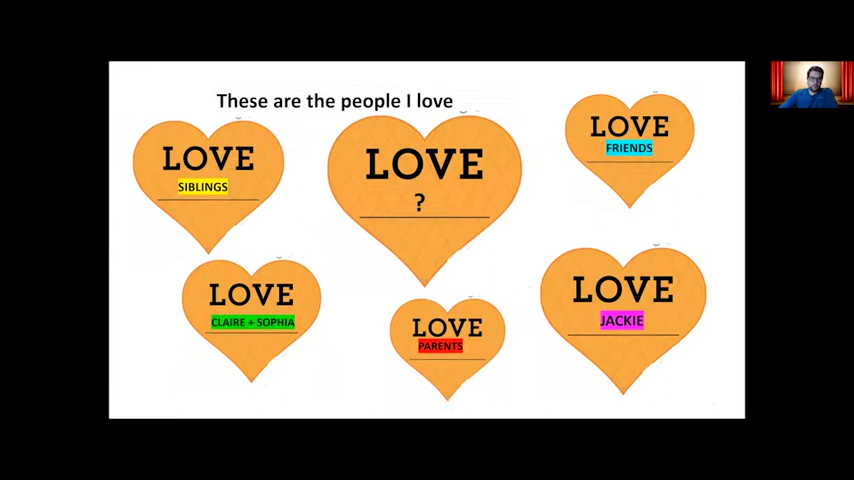 These are the people I love
LOVE
SIBLINGS
LOVE
?
LOVE
FRIENDS
LOVE
CLAIRE + SOPHIA
LOVE
PARENTS
LOVE
JACKIE